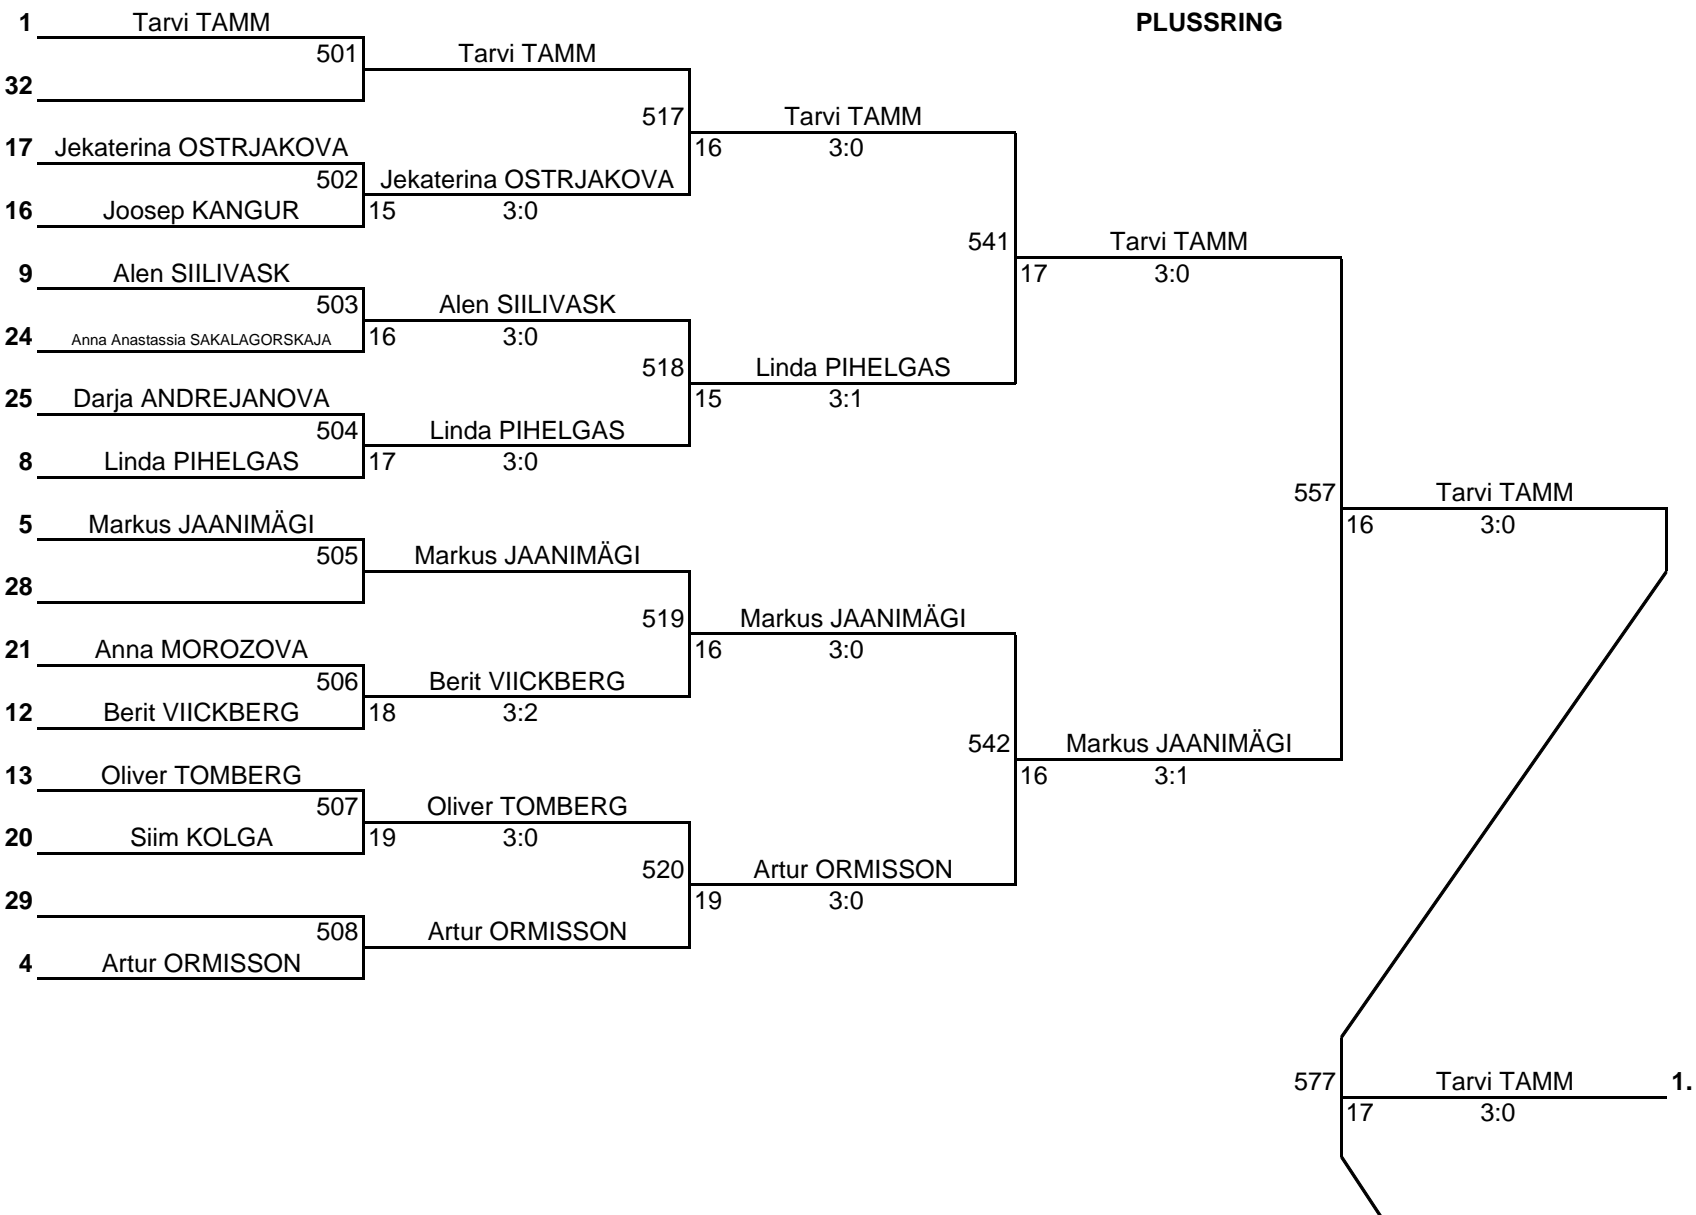 1 Tarvi TAMM PLUSSRING
501 Tarvi TAMM
32
517 Tarvi TAMM
17 Jekaterina OSTRJAKOVA 16 3:0
502 Jekaterina OSTRJAKOVA
16 Joosep KANGUR 15 3:0
541 Tarvi TAMM
9 Alen SIILIVASK 17 3:0
503 Alen SIILIVASK
24 Anna Anastassia SAKALAGORSKAJA 16 3:0
518 Linda PIHELGAS
25 Darja ANDREJANOVA 15 3:1
504 Linda PIHELGAS
8 Linda PIHELGAS 17 3:0
557 Tarvi TAMM
5 Markus JAANIMÄGI 16 3:0
505 Markus JAANIMÄGI
28
519 Markus JAANIMÄGI
21 Anna MOROZOVA 16 3:0
506 Berit VIICKBERG
12 Berit VIICKBERG 18 3:2
542 Markus JAANIMÄGI
13 Oliver TOMBERG 16 3:1
507 Oliver TOMBERG
20 Siim KOLGA 19 3:0
520 Artur ORMISSON
29 19 3:0
508 Artur ORMISSON
4 Artur ORMISSON
577 Tarvi TAMM 1.
17 3:0